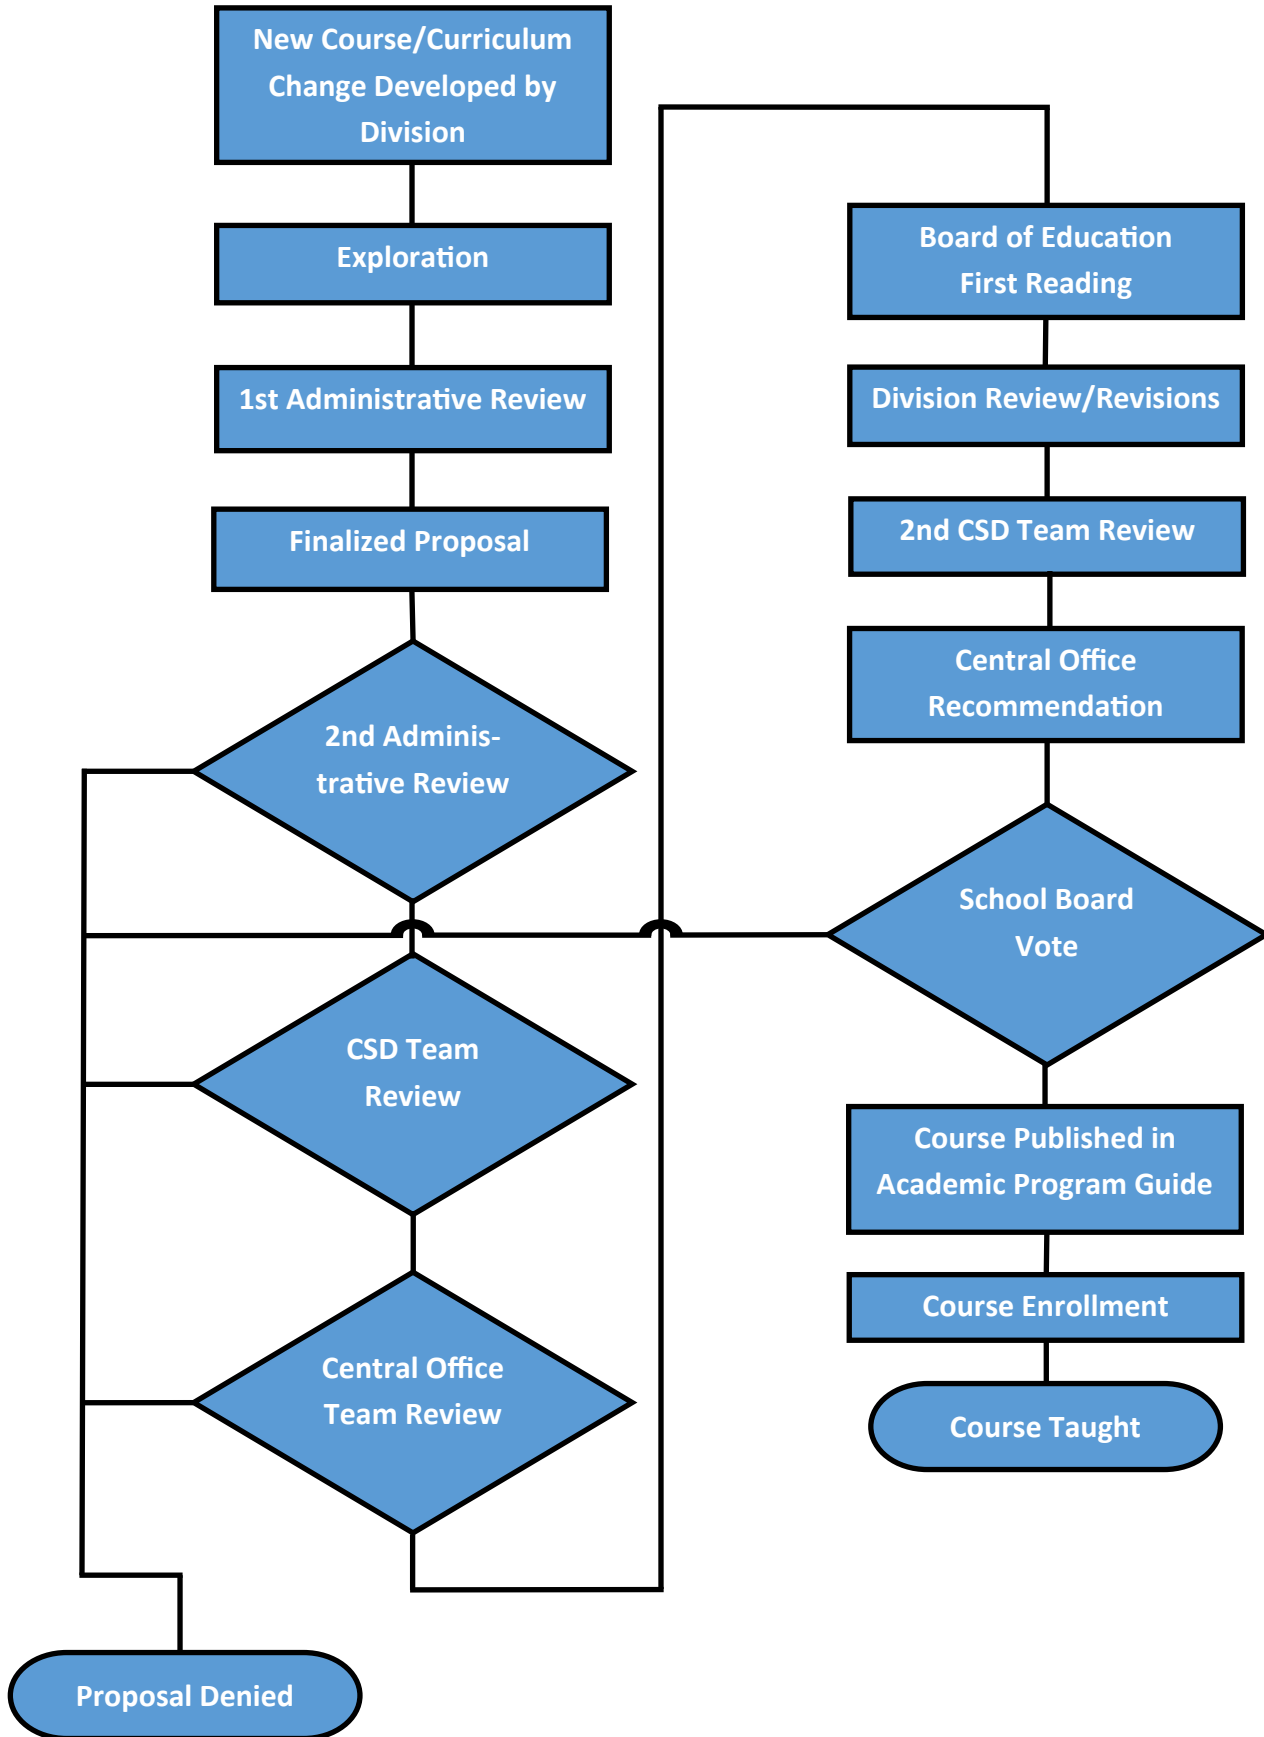 New Course/Curriculum
Change Developed by
Division
Exploration
1st Administrative Review
Finalized Proposal
2nd Adminis-
trative Review
CSD Team
Review
Central Office
Team Review
Proposal Denied
Board of Education
First Reading
Division Review/Revisions
2nd CSD Team Review
Central Office
Recommendation
School Board
Vote
Course Published in
Academic Program Guide
Course Enrollment
Course Taught